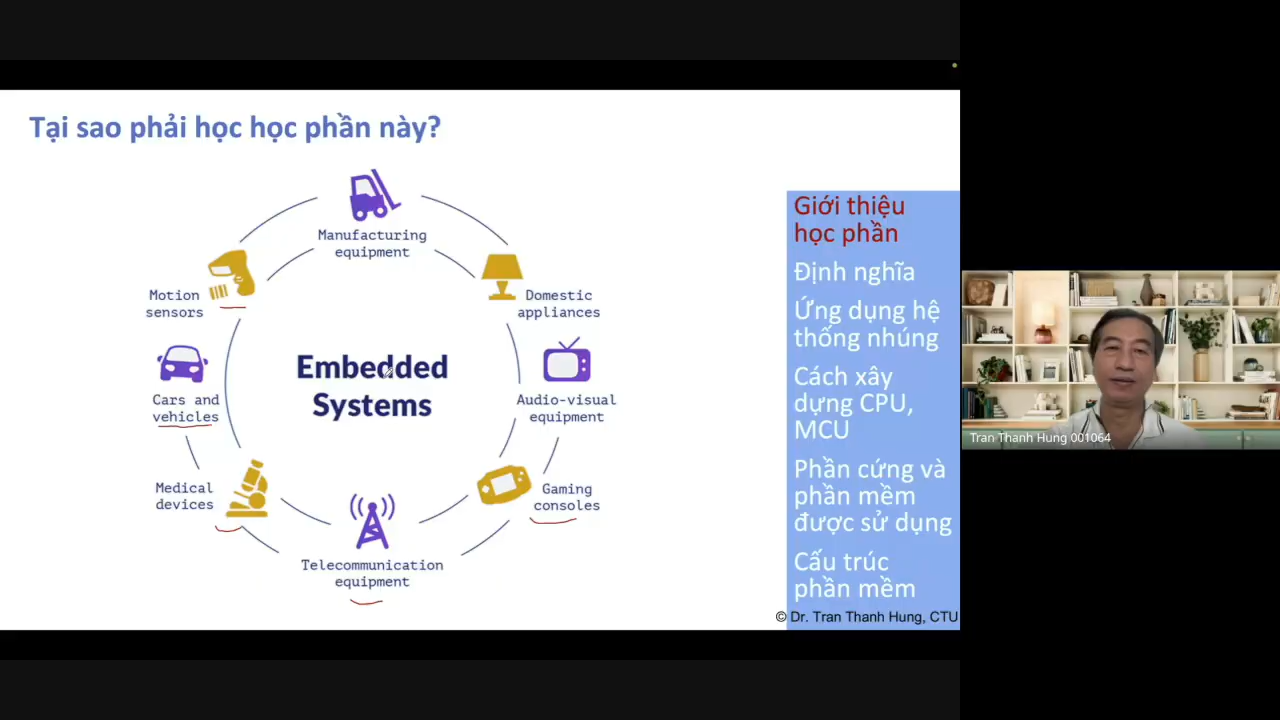 Tại sao phải học học phần này?
Manufacturing
equipment
Motion
sensors
Domestic
appliances
Embedded
Systems
Cars and
vehicles
Audio-visual
equipment
Medical
devices
Gaming
consoles
Telecommunication
equipment
Giới thiệu
học phần
Định nghĩa
Ứng dụng hệ
thống nhúng
Cách xây
dựng CPU,
MCU
Phần cứng và
phần mềm
được sử dụng
Cấu trúc
phần mềm
© Dr. Tran Thanh Hung, CTU
Tran Thanh Hung 001064